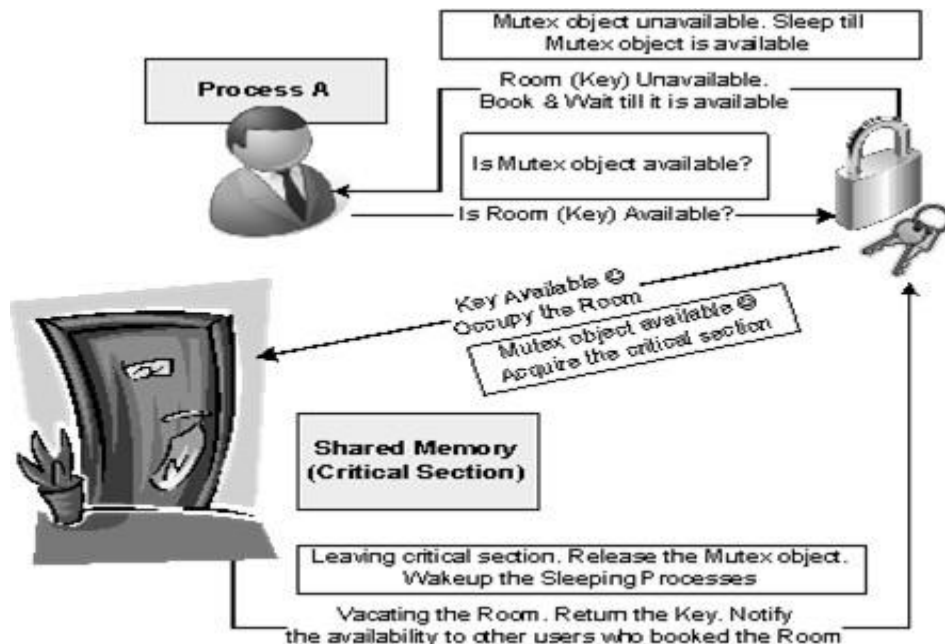 Mutex object unavailable. Sleep till
Mutex object is available
Process A
Room (Key) Unavailable.
Book & Wait till it is available
Is Mutex object available?
Is Room (Key) Available?
Key Available ☺
Occupy the Room
Mutex object available ☺
Acquire the critical section
Shared Memory
(Critical Section)
Leaving critical section. Release the Mutex object.
Wakeup the Sleeping Processes
Vacating the Room. Return the Key. Notify
the availability to other users who booked the Room